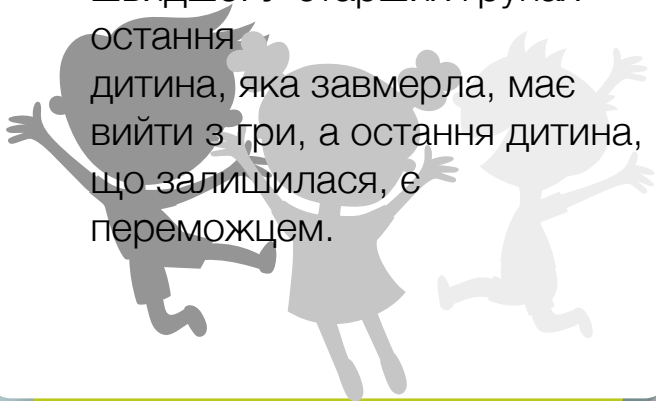 остання
дитина, яка завмерла, має
вийти з гри, а остання дитина,
що залишилася, є
переможцем.